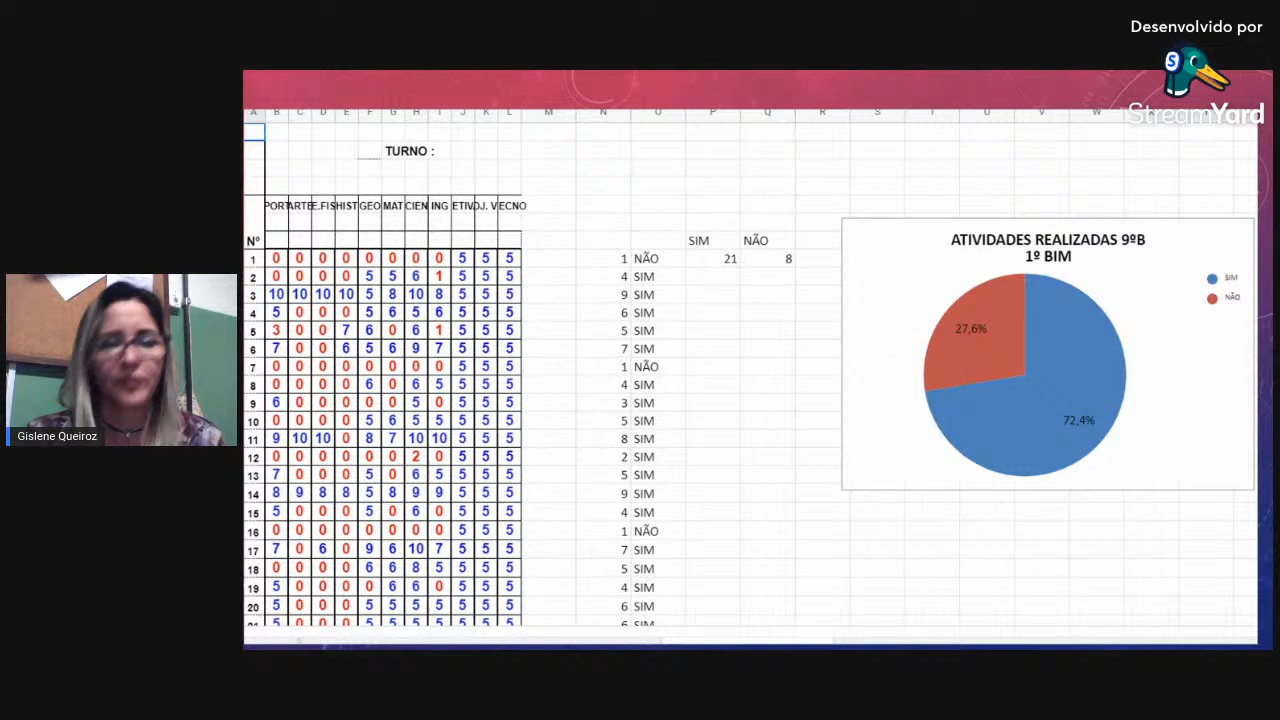 Desenvolvido por
StreamYard
A B C D E F G H I J K L M N O P Q R S T U V W
TURNO :
PORT ARTE E.FIS HIST GEO MAT CIEN ING ETIV OJ. V ECNO
SIM NÃO
Nº
1 0 0 0 0 0 0 0 0 5 5 5 1 NÃO 21 8
2 0 0 0 0 5 5 6 1 5 5 5 4 SIM
3 10 10 10 10 5 8 10 8 5 5 5 9 SIM
4 5 0 0 0 5 6 5 6 5 5 5 6 SIM
5 3 0 0 7 6 0 6 1 5 5 5 5 SIM
6 7 0 0 6 5 6 9 7 5 5 5 7 SIM
7 0 0 0 0 0 0 0 0 5 5 5 1 NÃO
8 0 0 0 0 6 0 6 5 5 5 5 4 SIM
9 6 0 0 0 0 0 5 0 5 5 5 3 SIM
10 0 0 0 0 5 6 5 5 5 5 5 5 SIM
11 9 10 10 0 8 7 10 10 5 5 5 8 SIM
12 0 0 0 0 0 0 2 0 5 5 5 2 SIM
13 7 0 0 0 5 0 6 5 5 5 5 5 SIM
14 8 9 8 8 5 8 9 9 5 5 5 9 SIM
15 5 0 0 0 5 0 6 0 5 5 5 4 SIM
16 0 0 0 0 0 0 0 0 5 5 5 1 NÃO
17 7 0 6 0 9 6 10 7 5 5 5 7 SIM
18 0 0 0 0 6 6 8 5 5 5 5 5 SIM
19 5 0 0 0 0 6 6 0 5 5 5 4 SIM
20 5 0 0 0 5 5 5 5 5 5 5 6 SIM
21 5 0 0 0 5 5 5 5 5 5 5 6 SIM
ATIVIDADES REALIZADAS 9ºB
1º BIM
SIM
NÃO
27,6%
72,4%
Gislene Queiroz